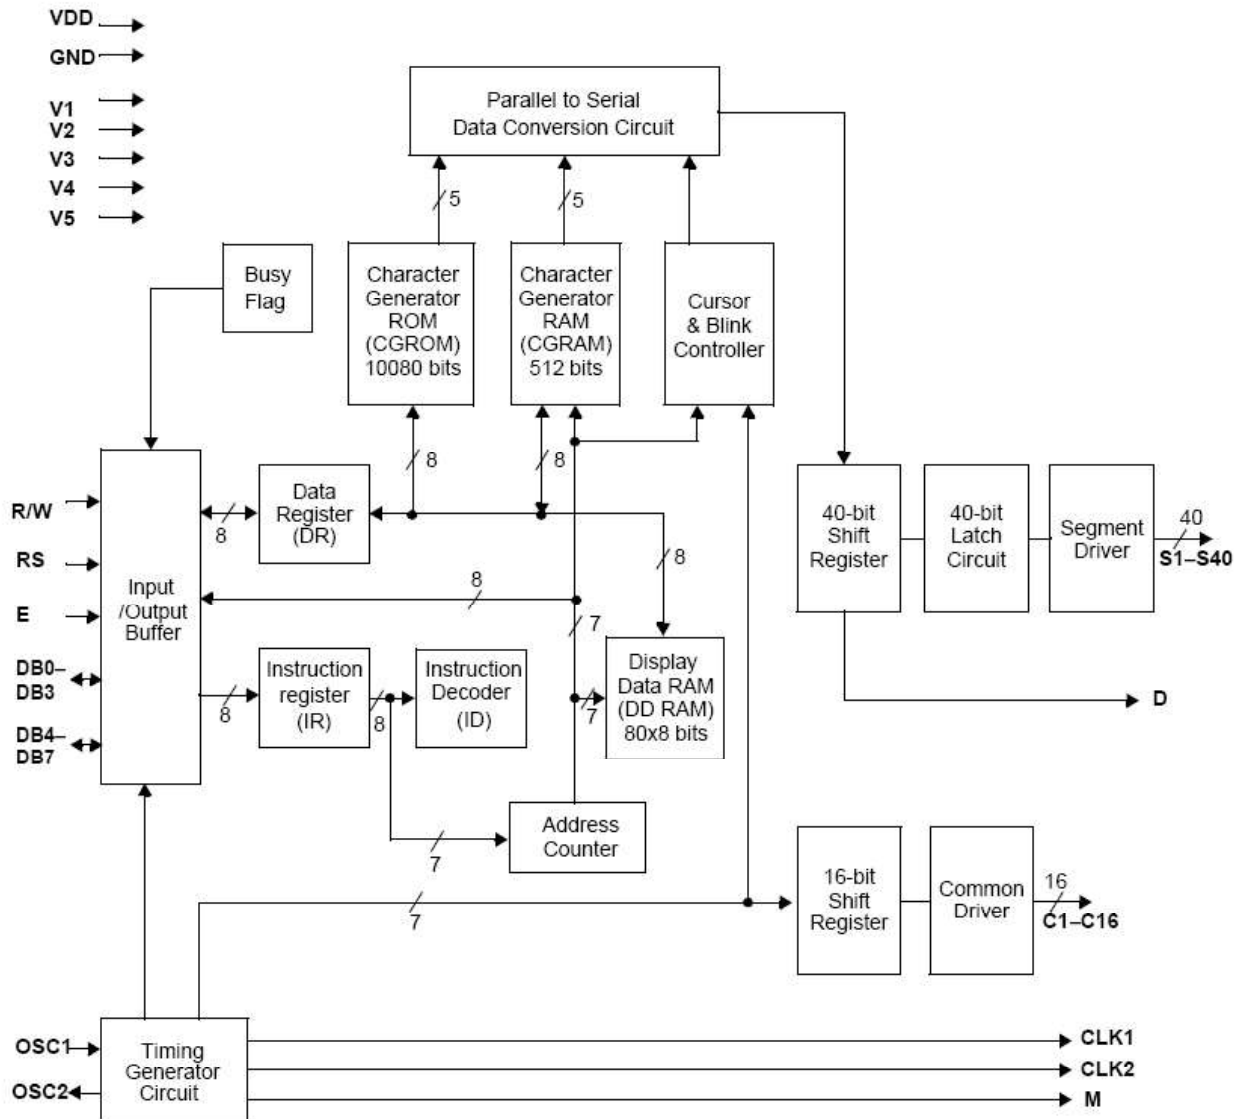 VDD
GND
V1
V2
V3
V4
V5
Parallel to Serial
Data Conversion Circuit
5
5
Busy
Flag
Character
Generator
ROM
(CGROM)
10080 bits
Character
Generator
RAM
(CGRAM)
512 bits
Cursor
& Blink
Controller
8
8
R/W
RS
E
DB0–
DB3
DB4–
DB7
Input
/Output
Buffer
8
Data
Register
(DR)
8
8
7
8
Instruction
register
(IR)
8
Instruction
Decoder
(ID)
7
Display
Data RAM
(DD RAM)
80x8 bits
40-bit
Shift
Register
40-bit
Latch
Circuit
Segment
Driver
40
S1–S40
D
7
Address
Counter
7
16-bit
Shift
Register
Common
Driver
16
C1–C16
OSC1
OSC2
Timing
Generator
Circuit
CLK1
CLK2
M